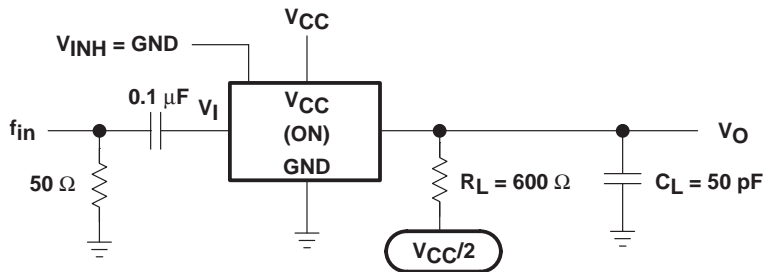 VCC
VINH = GND
0.1 μF
VI
VCC
(ON)
GND
fin
VO
50 Ω
RL = 600 Ω
CL = 50 pF
VCC/2